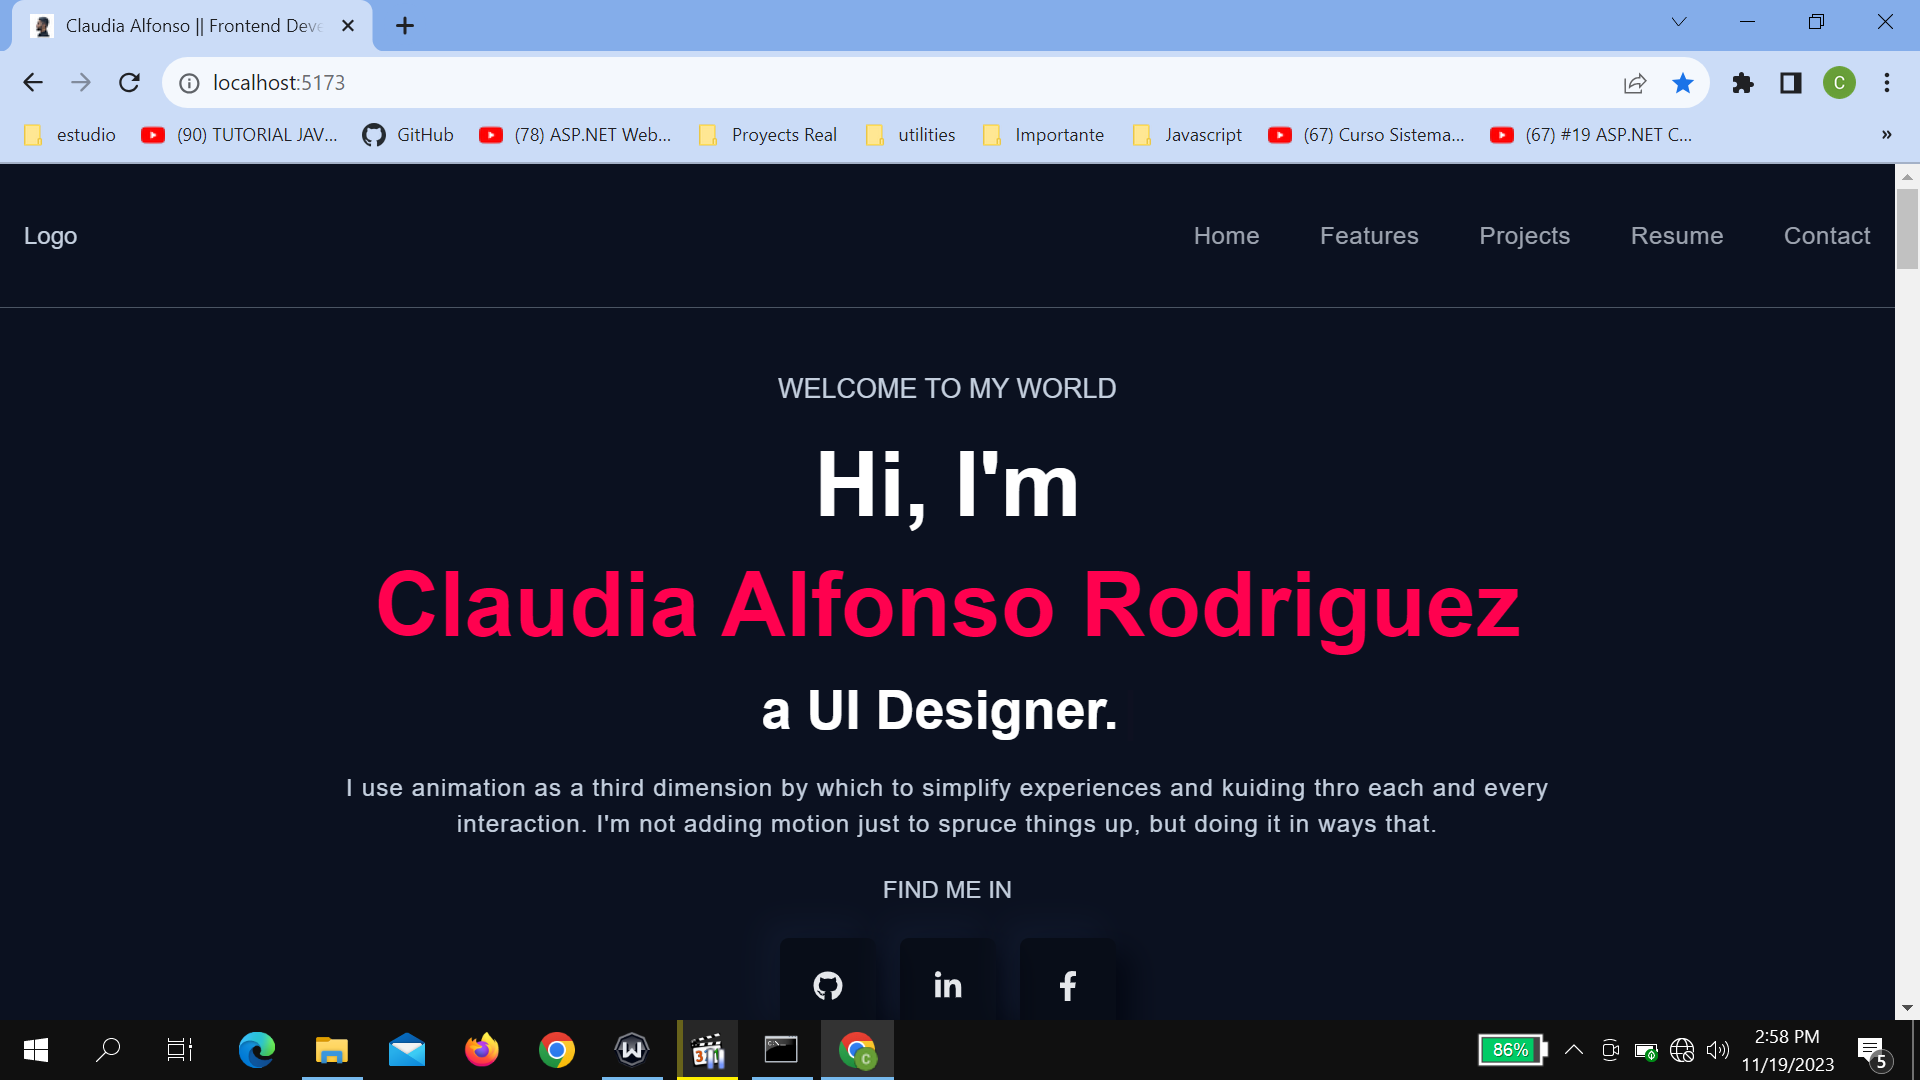 Claudia Alfonso || Frontend Deve
localhost:5173
C
estudio
(90) TUTORIAL JAV...
GitHub
(78) ASP.NET Web...
Proyects Real
utilities
Importante
Javascript
(67) Curso Sistema...
(67) #19 ASP.NET C...
»
Logo
Home
Features
Projects
Resume
Contact
WELCOME TO MY WORLD
Hi, I'm
Claudia Alfonso Rodriguez
a UI Designer.
I use animation as a third dimension by which to simplify experiences and kuiding thro each and every
interaction. I'm not adding motion just to spruce things up, but doing it in ways that.
FIND ME IN
in
f
W
C
86%
2:58 PM
11/19/2023
5